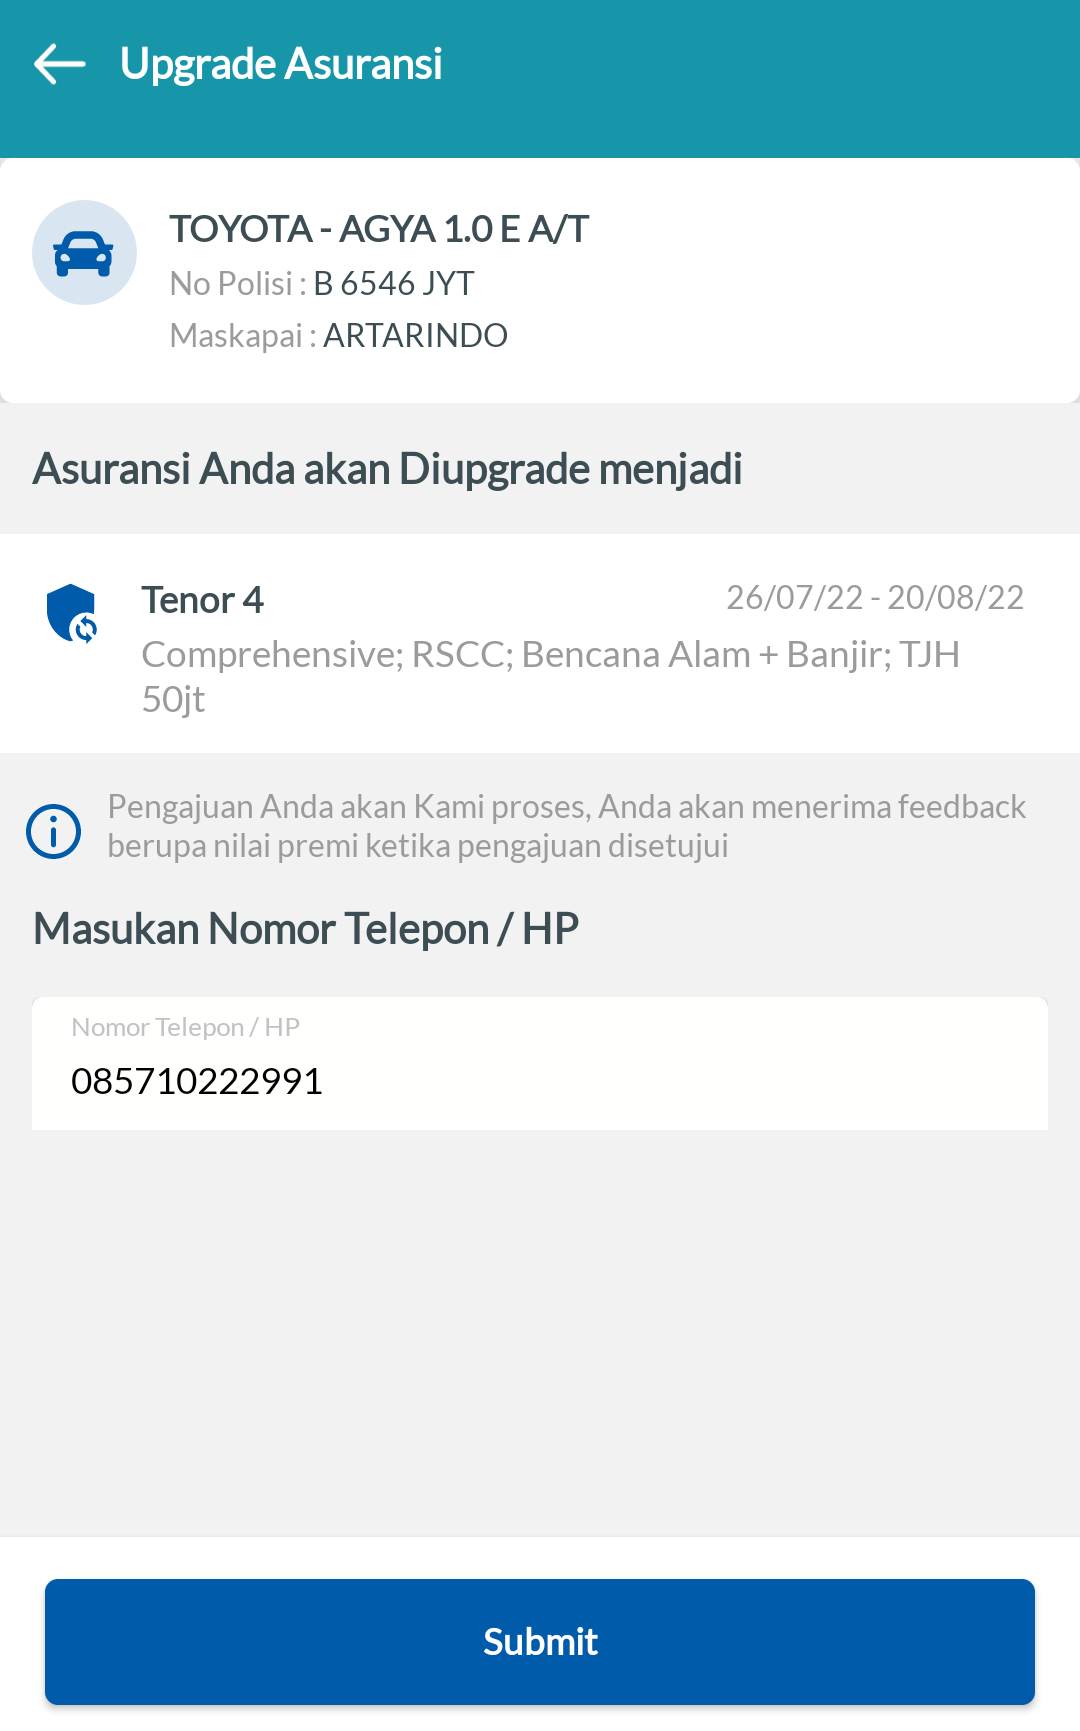 Upgrade Asuransi
TOYOTA - AGYA 1.0 E A/T
No Polisi : B 6546 JYT
Maskapai : ARTARINDO
Asuransi Anda akan Diupgrade menjadi
Tenor 4 26/07/22 - 20/08/22
Comprehensive; RSCC; Bencana Alam + Banjir; TJH
50jt
Pengajuan Anda akan Kami proses, Anda akan menerima feedback
berupa nilai premi ketika pengajuan disetujui
Masukan Nomor Telepon / HP
Nomor Telepon / HP
085710222991
Submit